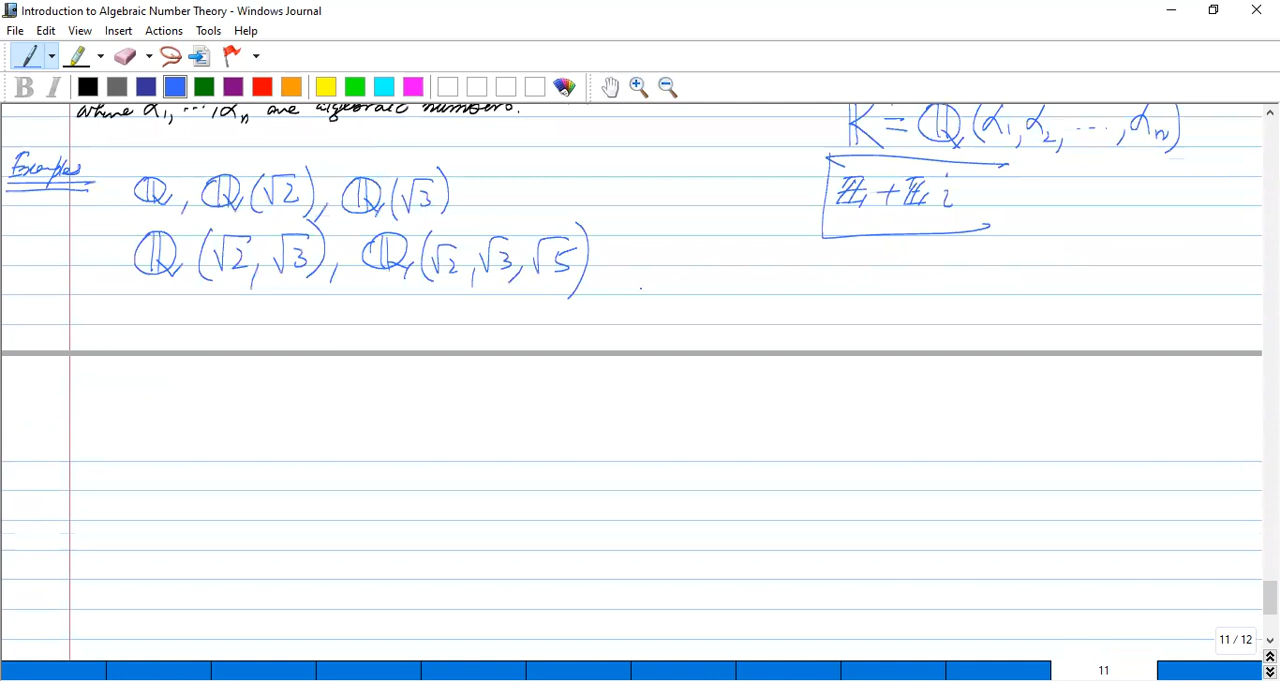 Introduction to Algebraic Number Theory - Windows Journal
File Edit View Insert Actions Tools Help
B I
where α₁, ⋯, αₙ are algebraic numbers.
K = ℚ(α₁, α₂, ⋯, αₙ)
Examples
ℚ, ℚ(√2), ℚ(√3)
ℤ + ℤi
ℚ(√2, √3), ℚ(√2, √3, √5)
11 / 12
11